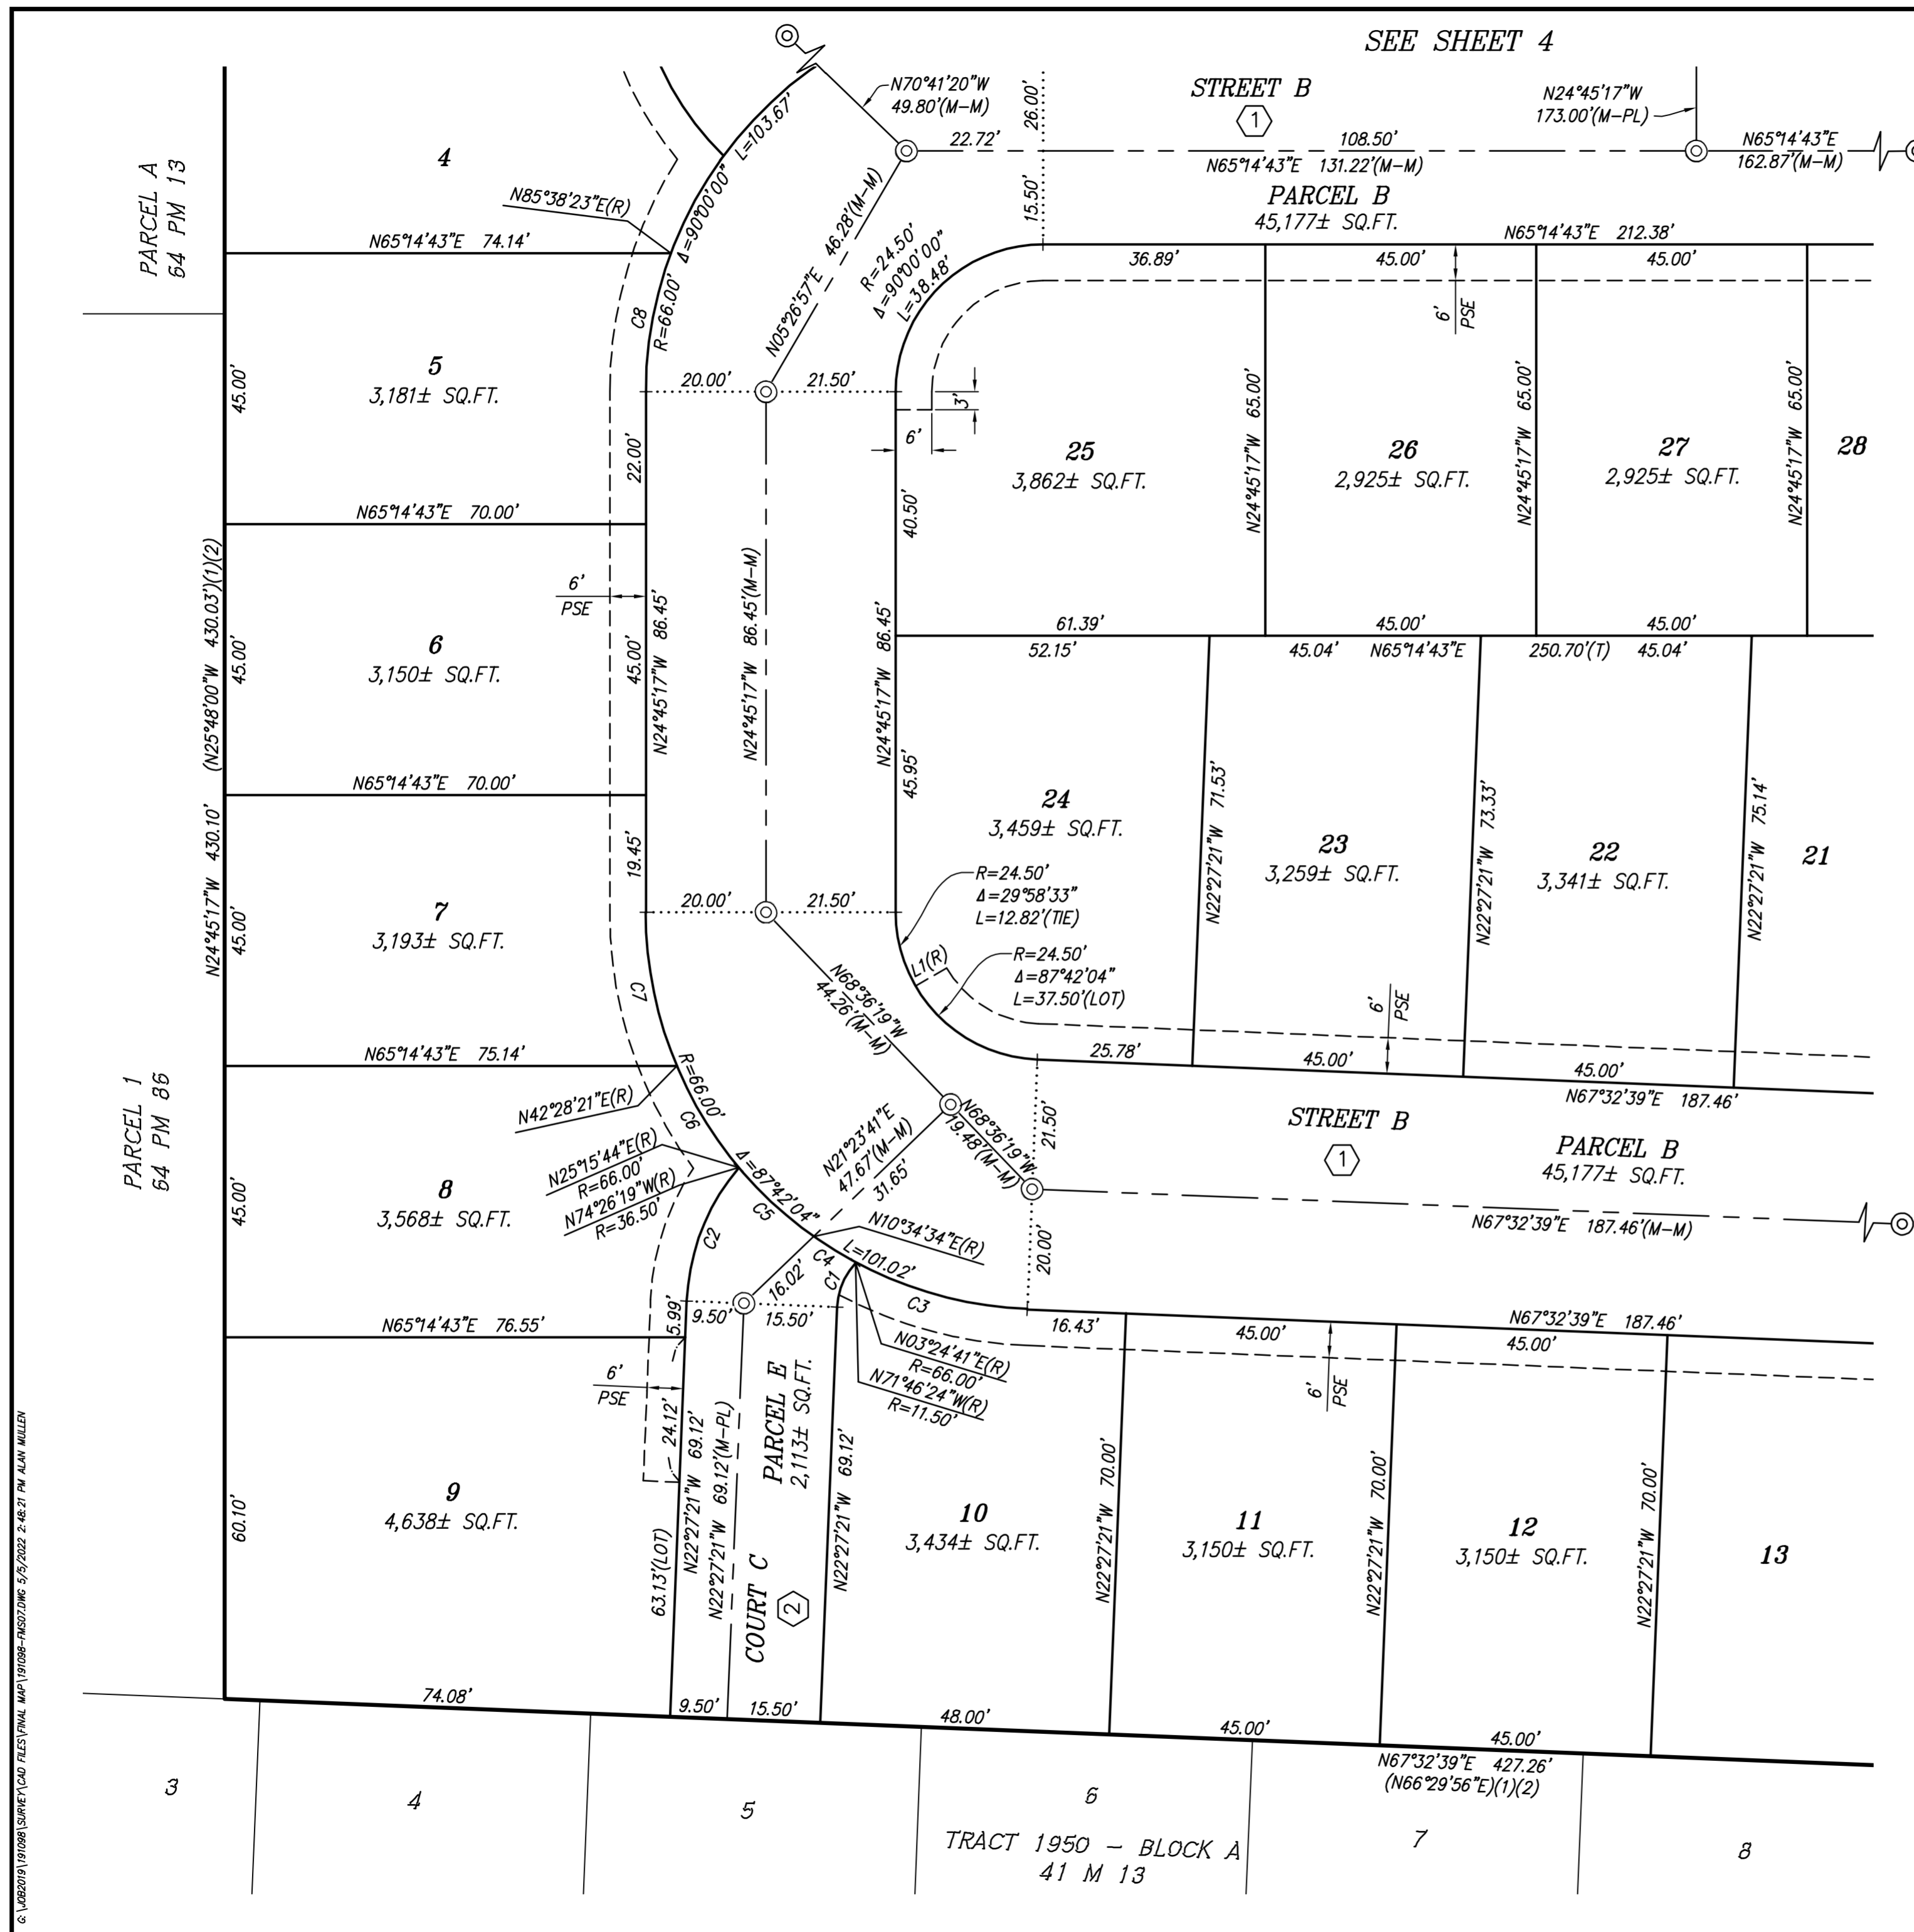 SEE SHEET 4
N70°41'20"W
49.80'(M-M)
STREET B
1
26.00'
22.72'
108.50'
N65°14'43"E 131.22'(M-M)
N24°45'17"W
173.00'(M-PL)
N65°14'43"E
162.87'(M-M)
PARCEL B
45,177± SQ.FT.
15.50'
N65°14'43"E 212.38'
PARCEL A
64 PM 13
4
N85°38'23"E(R)
N65°14'43"E 74.14'
L=103.67'
Δ=90°00'00"
R=66.00'
C8
N05°26'57"E 46.28'(M-M)
R=24.50'
Δ=90°00'00"
L=38.48'
36.89'
45.00'
45.00'
6'
PSE
5
3,181± SQ.FT.
45.00'
22.00'
20.00'
21.50'
3'
6'
25
3,862± SQ.FT.
N24°45'17"W 65.00'
26
2,925± SQ.FT.
N24°45'17"W 65.00'
27
2,925± SQ.FT.
N24°45'17"W 65.00'
28
40.50'
N65°14'43"E 70.00'
(N25°48'00"W 430.03')(1)(2)
6'
PSE
6
3,150± SQ.FT.
45.00'
45.00'
N24°45'17"W 86.45'
N24°45'17"W 86.45'(M-M)
N24°45'17"W 86.45'
61.39'
45.00'
45.00'
52.15'
45.04'
N65°14'43"E
250.70'(T)
45.04'
N65°14'43"E 70.00'
N24°45'17"W 430.10'
19.45'
45.95'
24
3,459± SQ.FT.
N22°27'21"W 71.53'
23
3,259± SQ.FT.
N22°27'21"W 73.33'
22
3,341± SQ.FT.
N22°27'21"W 75.14'
21
7
3,193± SQ.FT.
45.00'
20.00'
21.50'
R=24.50'
Δ=29°58'33"
L=12.82'(TIE)
L1(R)
R=24.50'
Δ=87°42'04"
L=37.50'(LOT)
C7
N68°36'19"W
44.26'(M-M)
6'
PSE
25.78'
45.00'
45.00'
N67°32'39"E 187.46'
N65°14'43"E 75.14'
R=66.00'
N42°28'21"E(R)
C6
PARCEL 1
64 PM 86
N25°15'44"E(R)
R=66.00'
N74°26'19"W(R)
R=36.50'
Δ=87°42'04"
N21°23'41"E
47.67'(M-M)
31.65'
N68°36'19"W
19.48'(M-M)
21.50'
STREET B
1
PARCEL B
45,177± SQ.FT.
N67°32'39"E 187.46'(M-M)
8
3,568± SQ.FT.
45.00'
C2
C5
N10°34'34"E(R)
C4
L=101.02'
C1
C3
16.02'
20.00'
N65°14'43"E 76.55'
5.99'
9.50'
15.50'
16.43'
45.00'
45.00'
N67°32'39"E 187.46'
N03°24'41"E(R)
R=66.00'
N71°46'24"W(R)
R=11.50'
6'
PSE
6'
PSE
24.12'
N22°27'21"W 69.12'
N22°27'21"W 69.12'(M-PL)
63.13'(LOT)
PARCEL E
2,113± SQ.FT.
COURT C
2
N22°27'21"W 69.12'
9
4,638± SQ.FT.
60.10'
10
3,434± SQ.FT.
N22°27'21"W 70.00'
11
3,150± SQ.FT.
N22°27'21"W 70.00'
12
3,150± SQ.FT.
N22°27'21"W 70.00'
13
74.08'
9.50'
15.50'
48.00'
45.00'
45.00'
N67°32'39"E 427.26'
(N66°29'56"E)(1)(2)
3
4
5
6
7
8
TRACT 1950 - BLOCK A
41 M 13
G:\JOB2019\191098\SURVEY\CAD FILES\FINAL MAP\191098-FMS07.DWG 5/5/2022 2:48:21 PM ALAN MULLEN